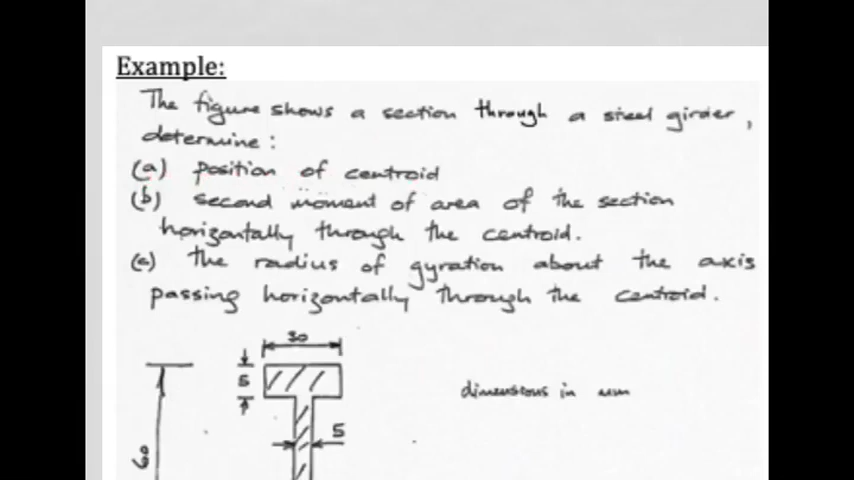 Example:
The figure shows a section through a steel girder,
determine:
(a) position of centroid
(b) second moment of area of the section
horizontally through the centroid.
(c) the radius of gyration about the axis
passing horizontally through the centroid.
30
5
dimensions in mm
5
60